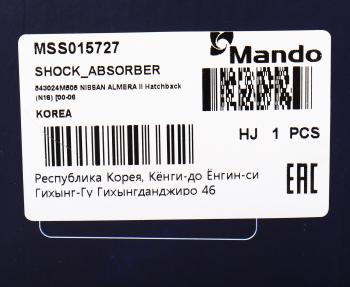 MSS015727
Mando
SHOCK_ABSORBER
543024M505 NISSAN ALMERA II Hatchback
(N16) [00-06
KOREA
HJ 1 PCS
EAC
Республика Корея, Кёнги-до Ёнгин-си
Гихынг-Гу Гихынгданджиро 46